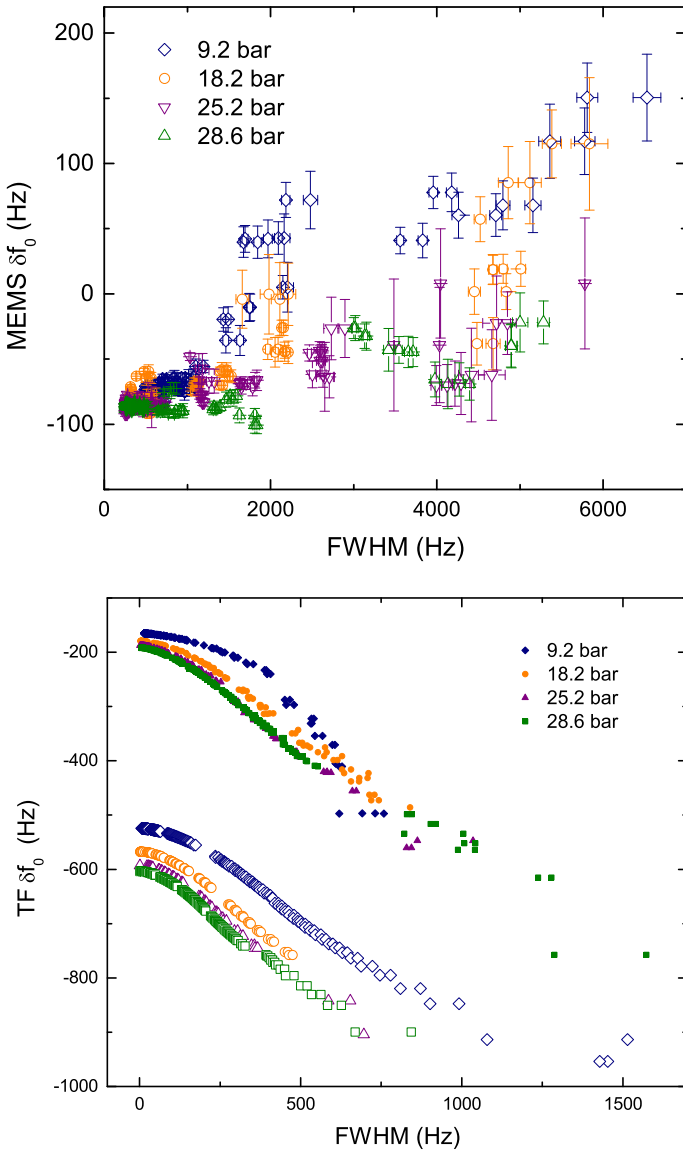 200
100
0
-100
MEMS δf₀ (Hz)
9.2 bar
18.2 bar
25.2 bar
28.6 bar
0 2000 4000 6000
FWHM (Hz)
-200
-400
-600
-800
-1000
TF δf₀ (Hz)
9.2 bar
18.2 bar
25.2 bar
28.6 bar
0 500 1000 1500
FWHM (Hz)